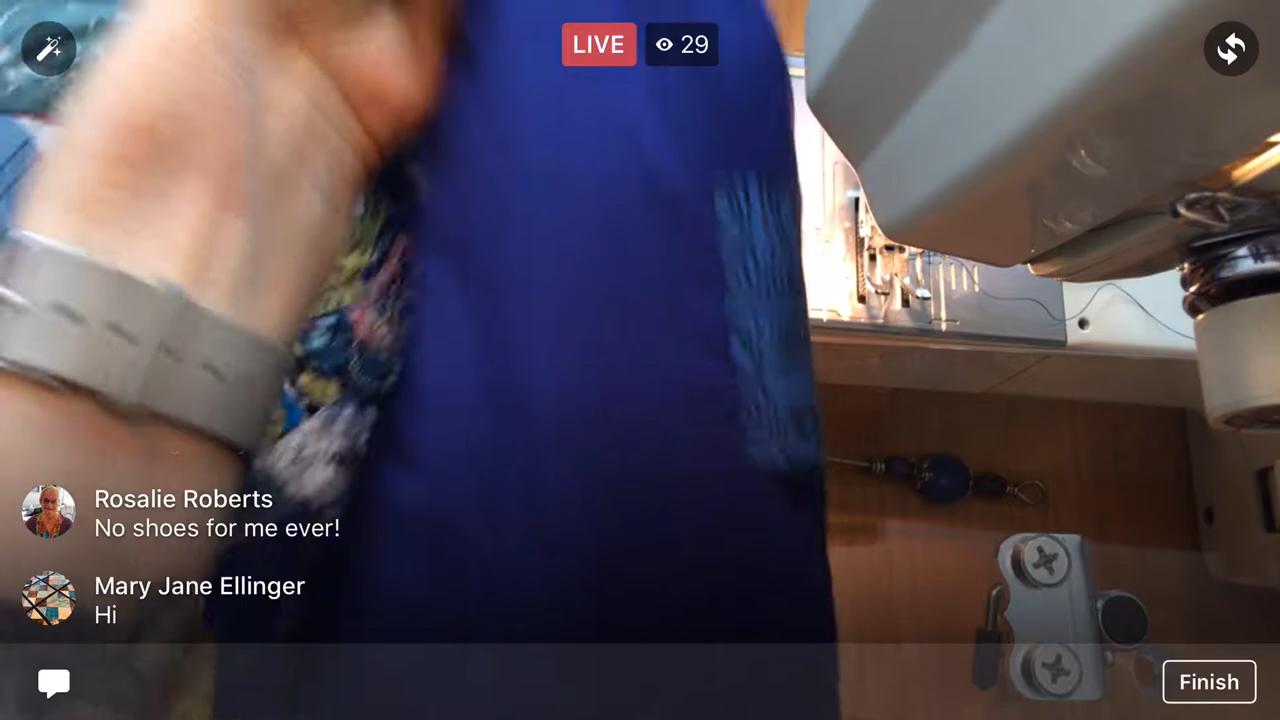 LIVE 29
Rosalie Roberts
No shoes for me ever!
Mary Jane Ellinger
Hi
Finish